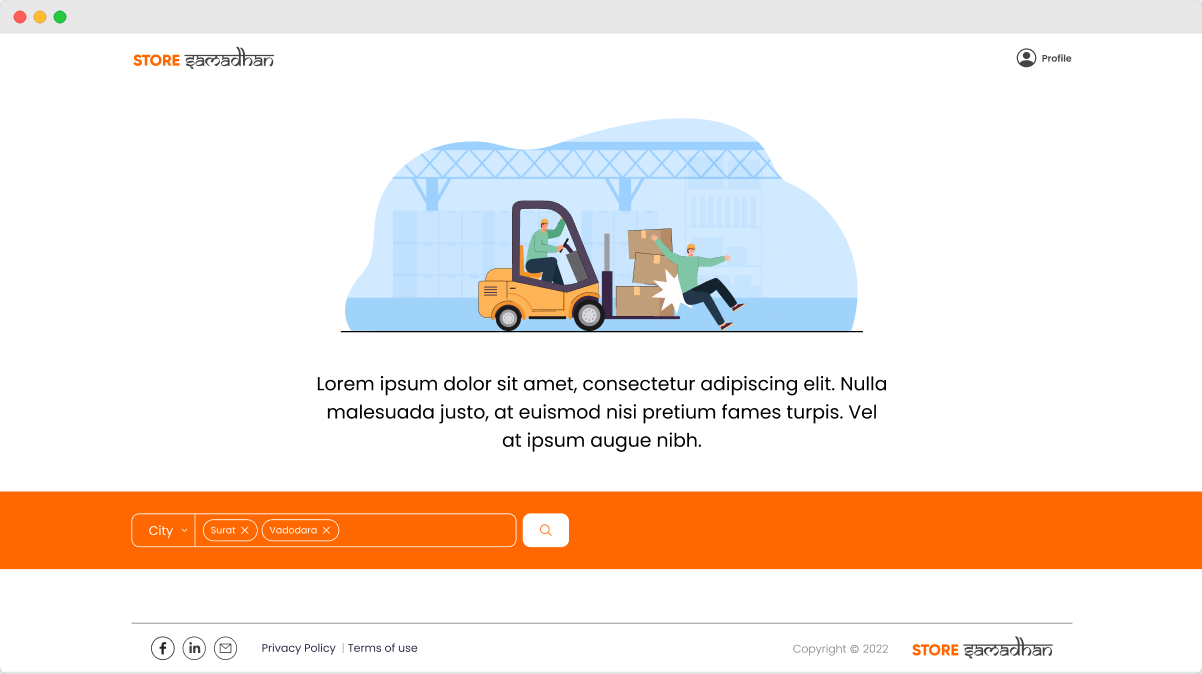 STORE samadhan
Profile
Lorem ipsum dolor sit amet, consectetur adipiscing elit. Nulla
malesuada justo, at euismod nisi pretium fames turpis. Vel
at ipsum augue nibh.
City
Surat
Vadodara
Privacy Policy | Terms of use
Copyright © 2022
STORE samadhan